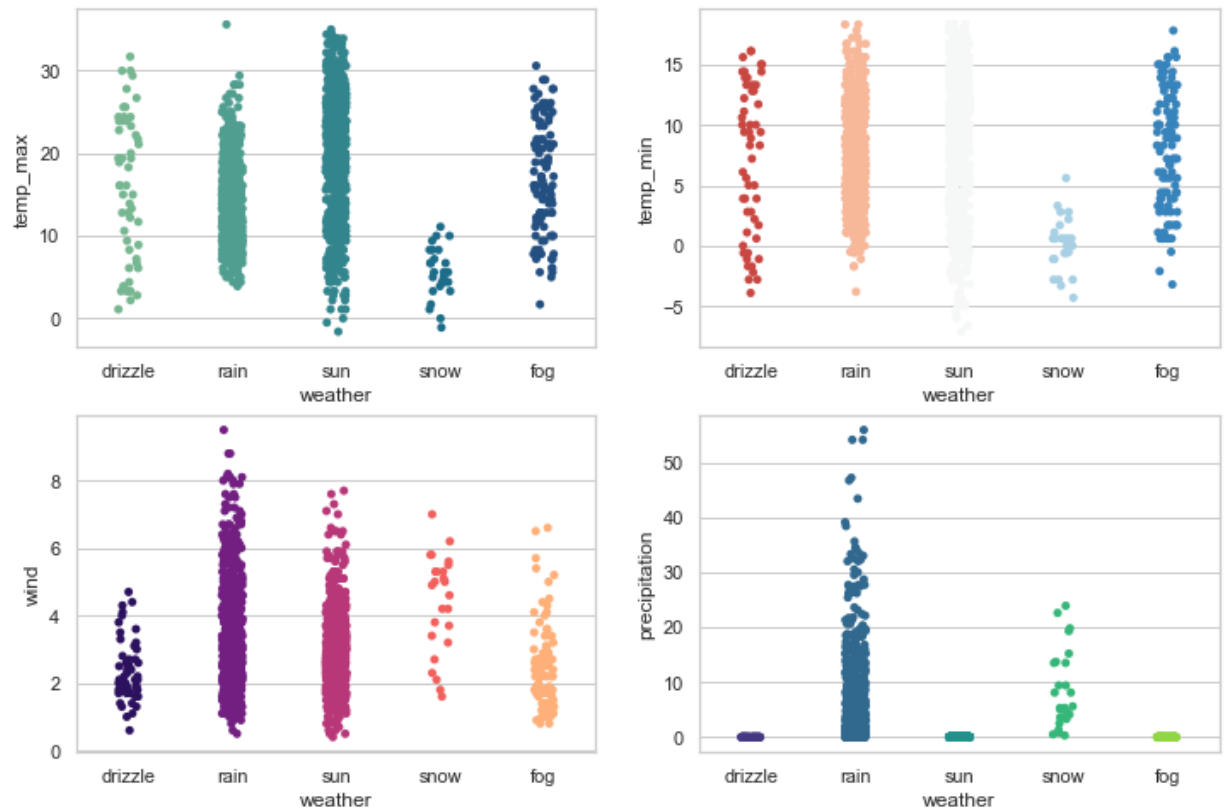 temp_max
30
20
10
0
drizzle rain sun snow fog
weather
temp_min
15
10
5
0
−5
drizzle rain sun snow fog
weather
wind
8
6
4
2
0
drizzle rain sun snow fog
weather
precipitation
50
40
30
20
10
0
drizzle rain sun snow fog
weather